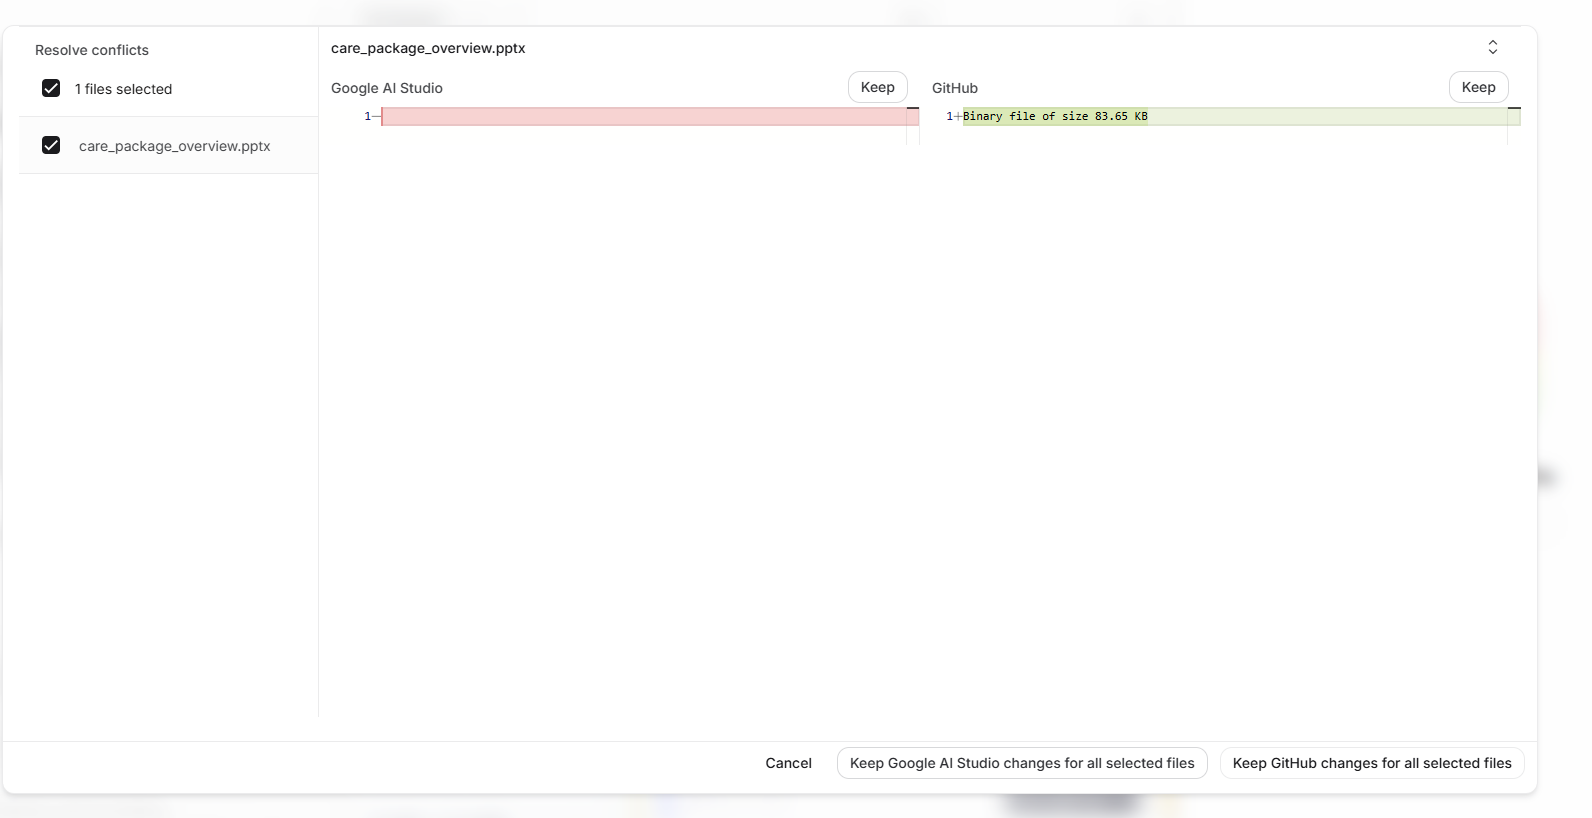 Resolve conflicts
1 files selected
care_package_overview.pptx
care_package_overview.pptx
Google AI Studio
Keep
1−
GitHub
Keep
1+Binary file of size 83.65 KB
Cancel
Keep Google AI Studio changes for all selected files
Keep GitHub changes for all selected files